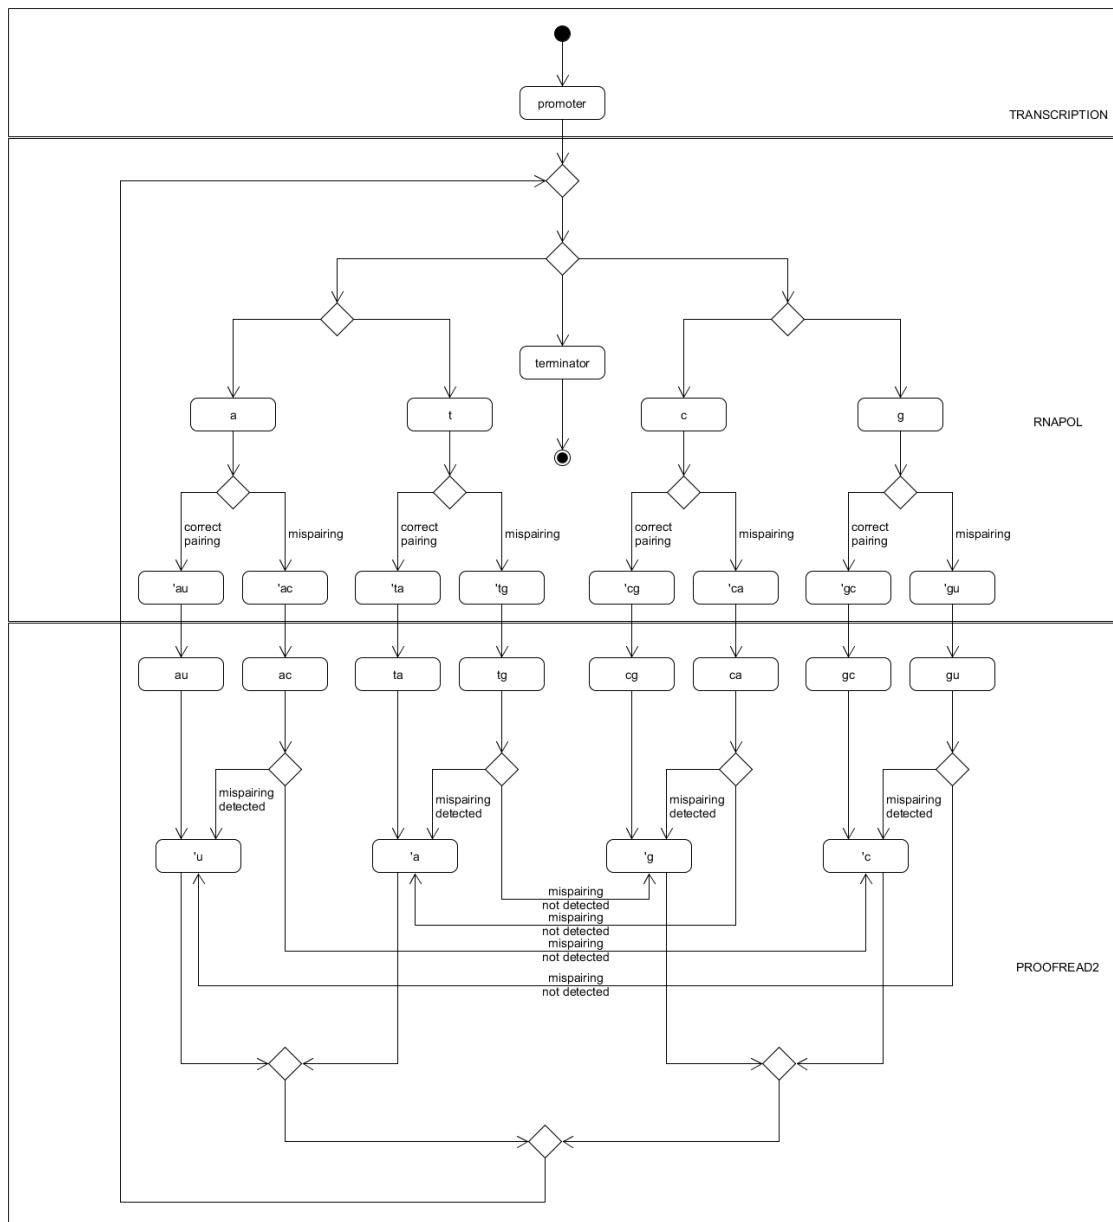 promoter
TRANSCRIPTION
terminator
a
t
c
g
RNAPOL
correct
pairing
mispairing
correct
pairing
mispairing
correct
pairing
mispairing
correct
pairing
mispairing
'au
'ac
'ta
'tg
'cg
'ca
'gc
'gu
au
ac
ta
tg
cg
ca
gc
gu
mispairing
detected
mispairing
detected
mispairing
detected
mispairing
detected
'u
'a
'g
'c
mispairing
not detected
mispairing
not detected
mispairing
not detected
mispairing
not detected
PROOFREAD2